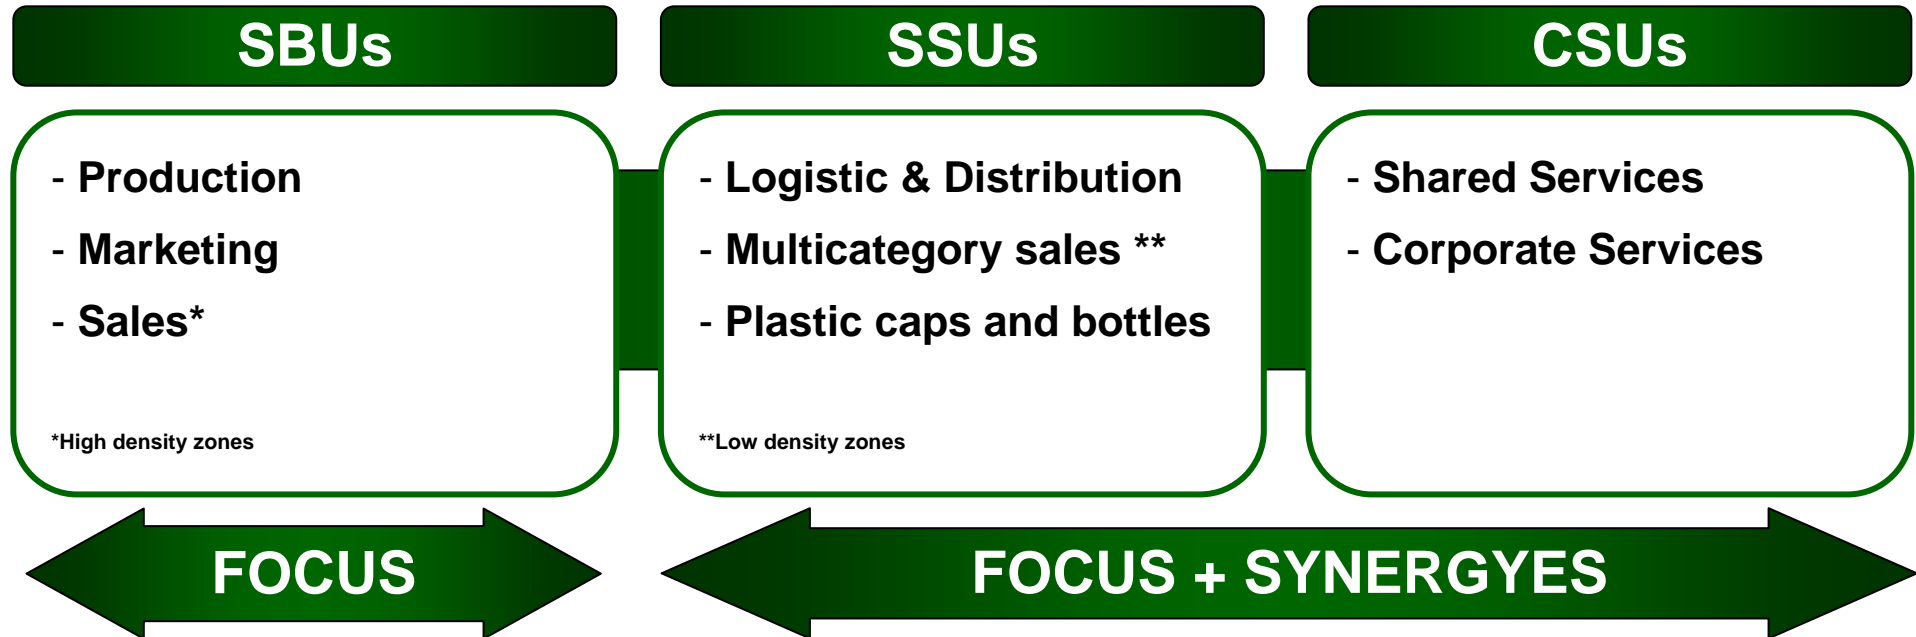 SBUs
- Production
- Marketing
- Sales*
*High density zones
FOCUS
SSUs
- Logistic & Distribution
- Multicategory sales **
- Plastic caps and bottles
**Low density zones
CSUs
- Shared Services
- Corporate Services
FOCUS + SYNERGYES